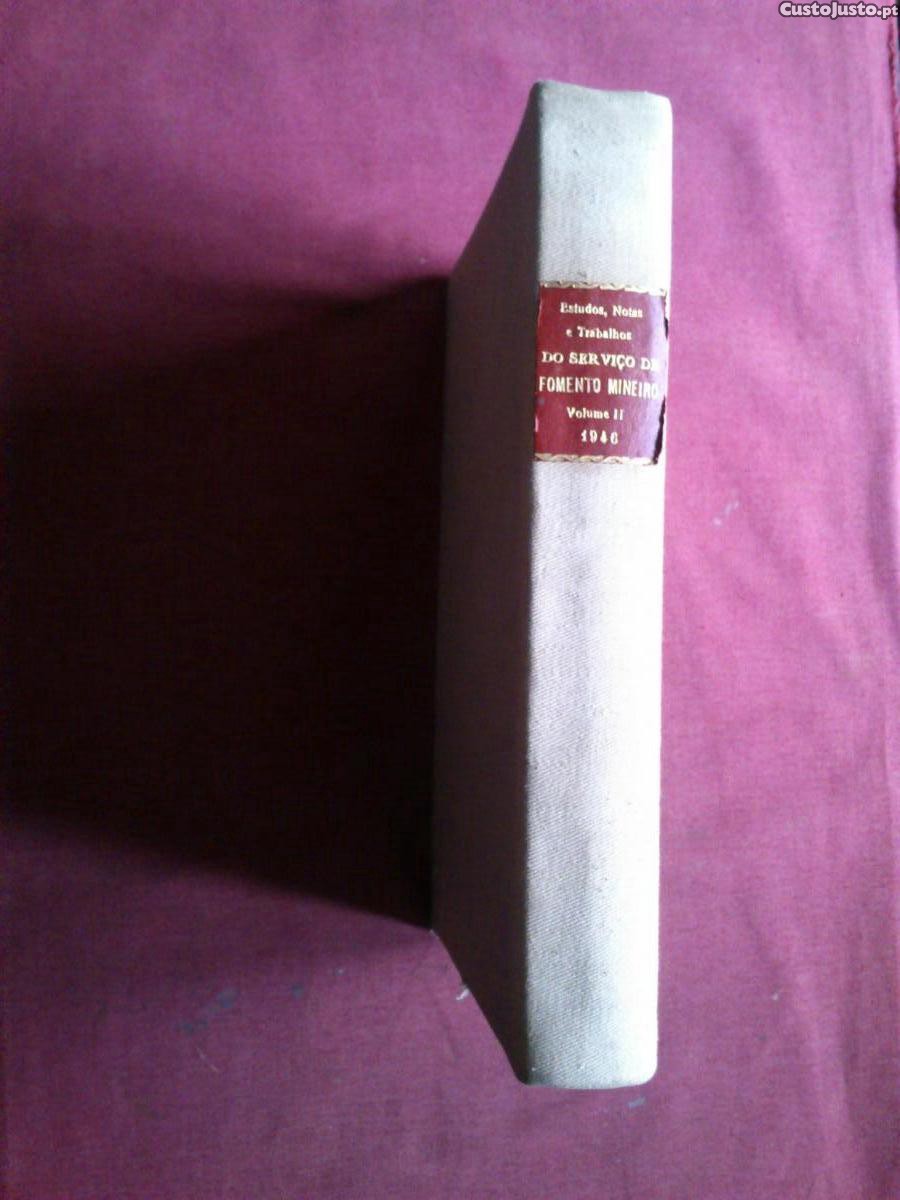 CustoJusto.pt
Estudos, Notas
e Trabalhos
DO SERVIÇO DE
FOMENTO MINEIRO
Volume II
1946